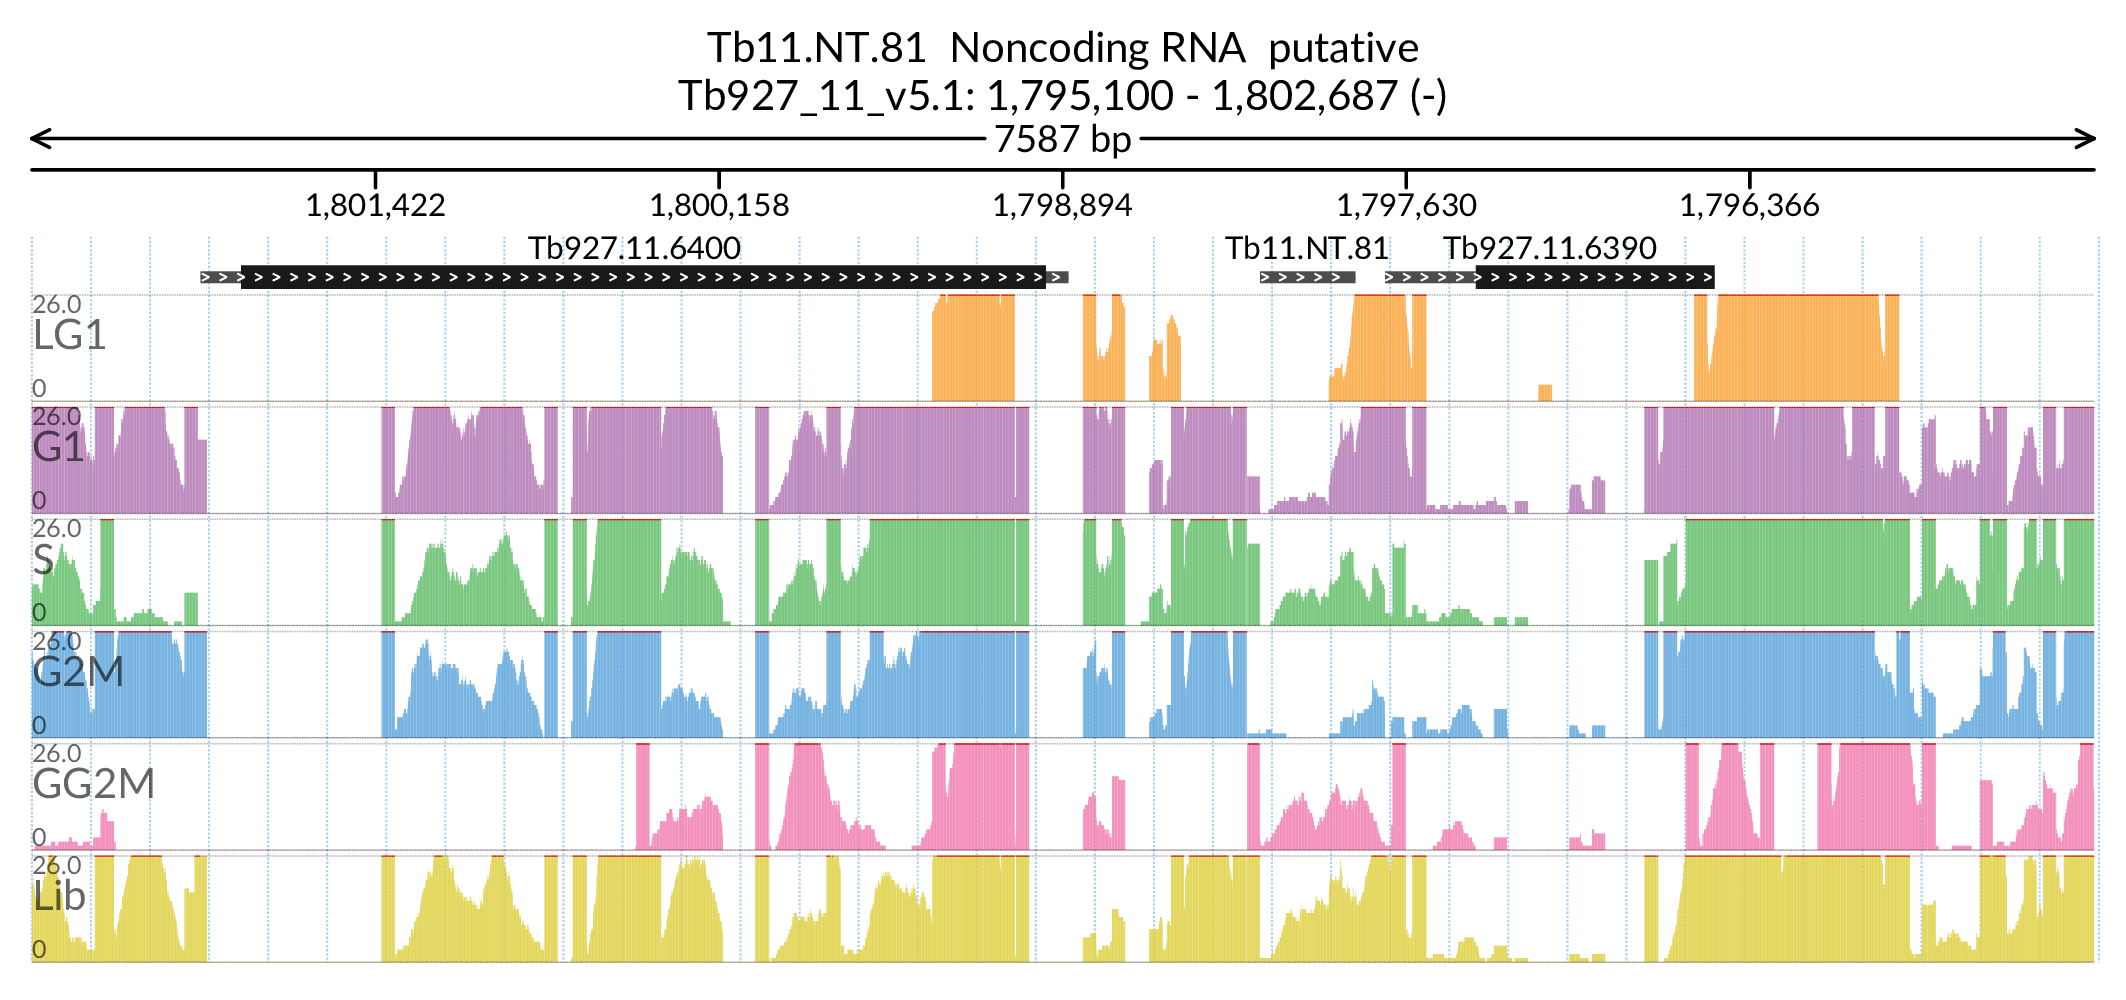 Tb11.NT.81 Noncoding RNA putative
Tb927_11_v5.1: 1,795,100 - 1,802,687 (-)
7587 bp
1,801,422 1,800,158 1,798,894 1,797,630 1,796,366
Tb927.11.6400 Tb11.NT.81 Tb927.11.6390
26.0
LG1
0
26.0
G1
0
26.0
S
0
26.0
G2M
0
26.0
GG2M
0
26.0
Lib
0